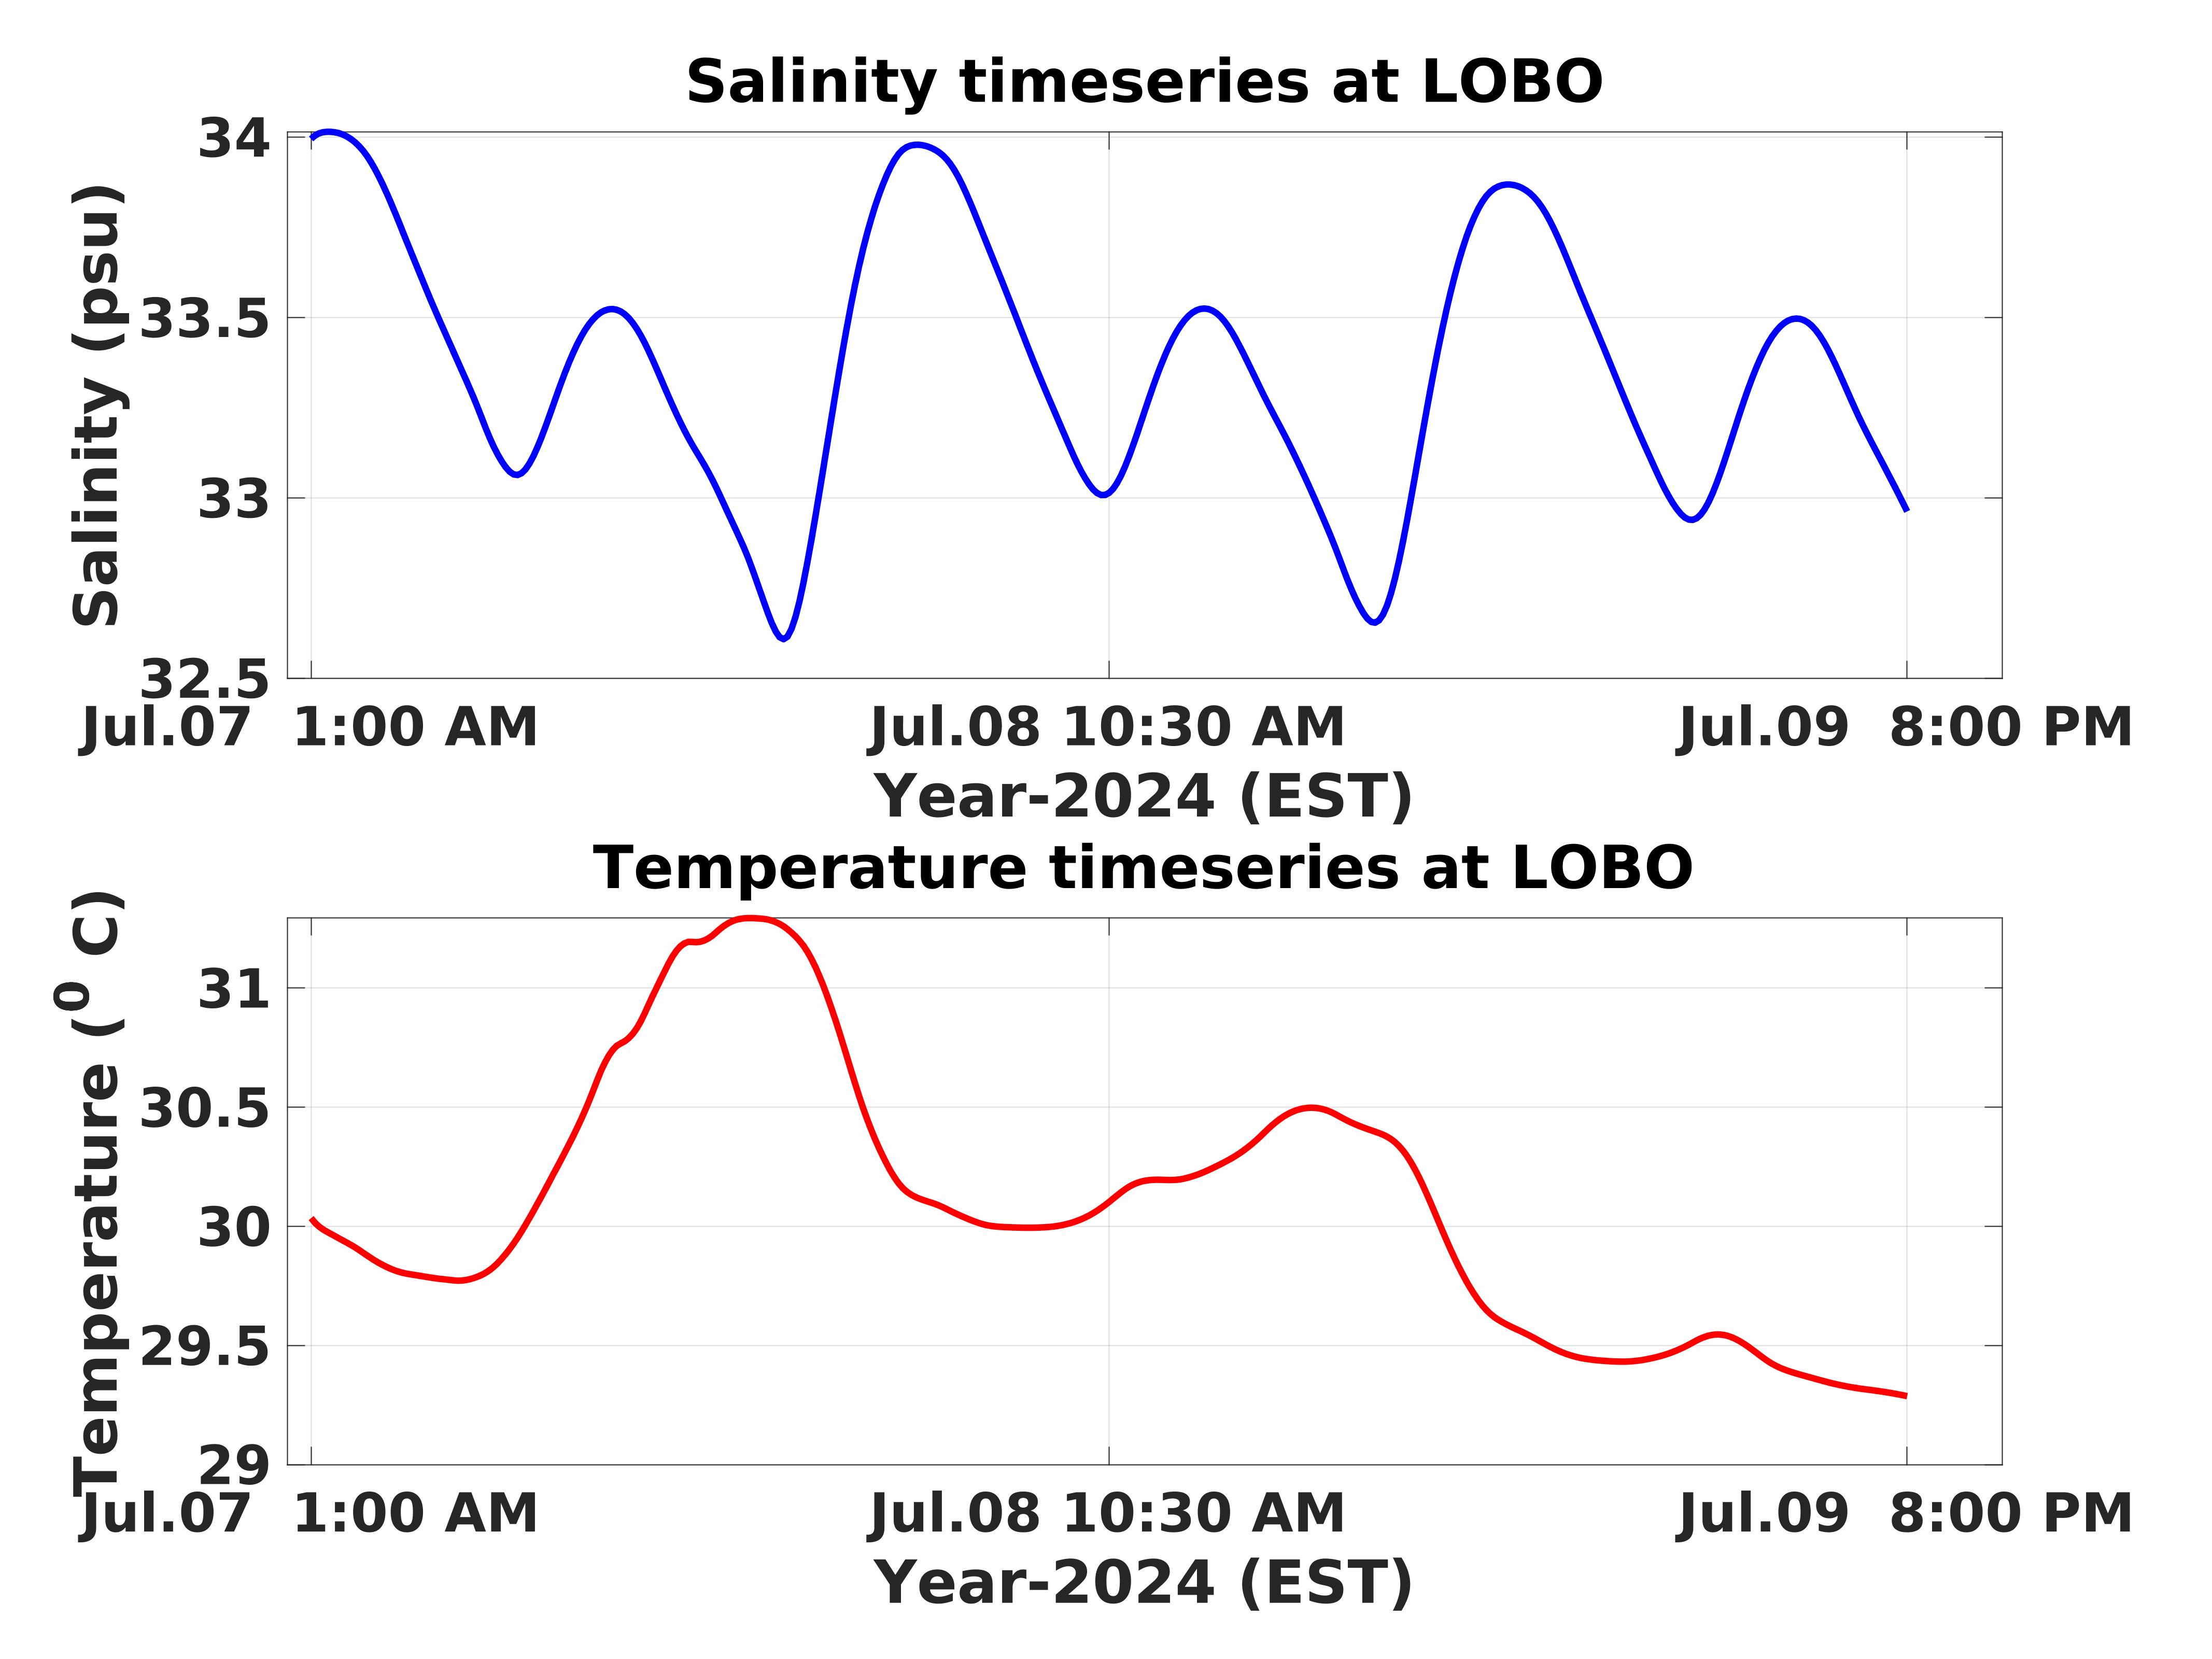 Salinity timeseries at LOBO
Salinity (psu)
34
33.5
33
32.5
Jul.07  1:00 AM
Jul.08 10:30 AM
Jul.09  8:00 PM
Year-2024 (EST)
Temperature timeseries at LOBO
Temperature (⁰ C)
31
30.5
30
29.5
29
Jul.07  1:00 AM
Jul.08 10:30 AM
Jul.09  8:00 PM
Year-2024 (EST)